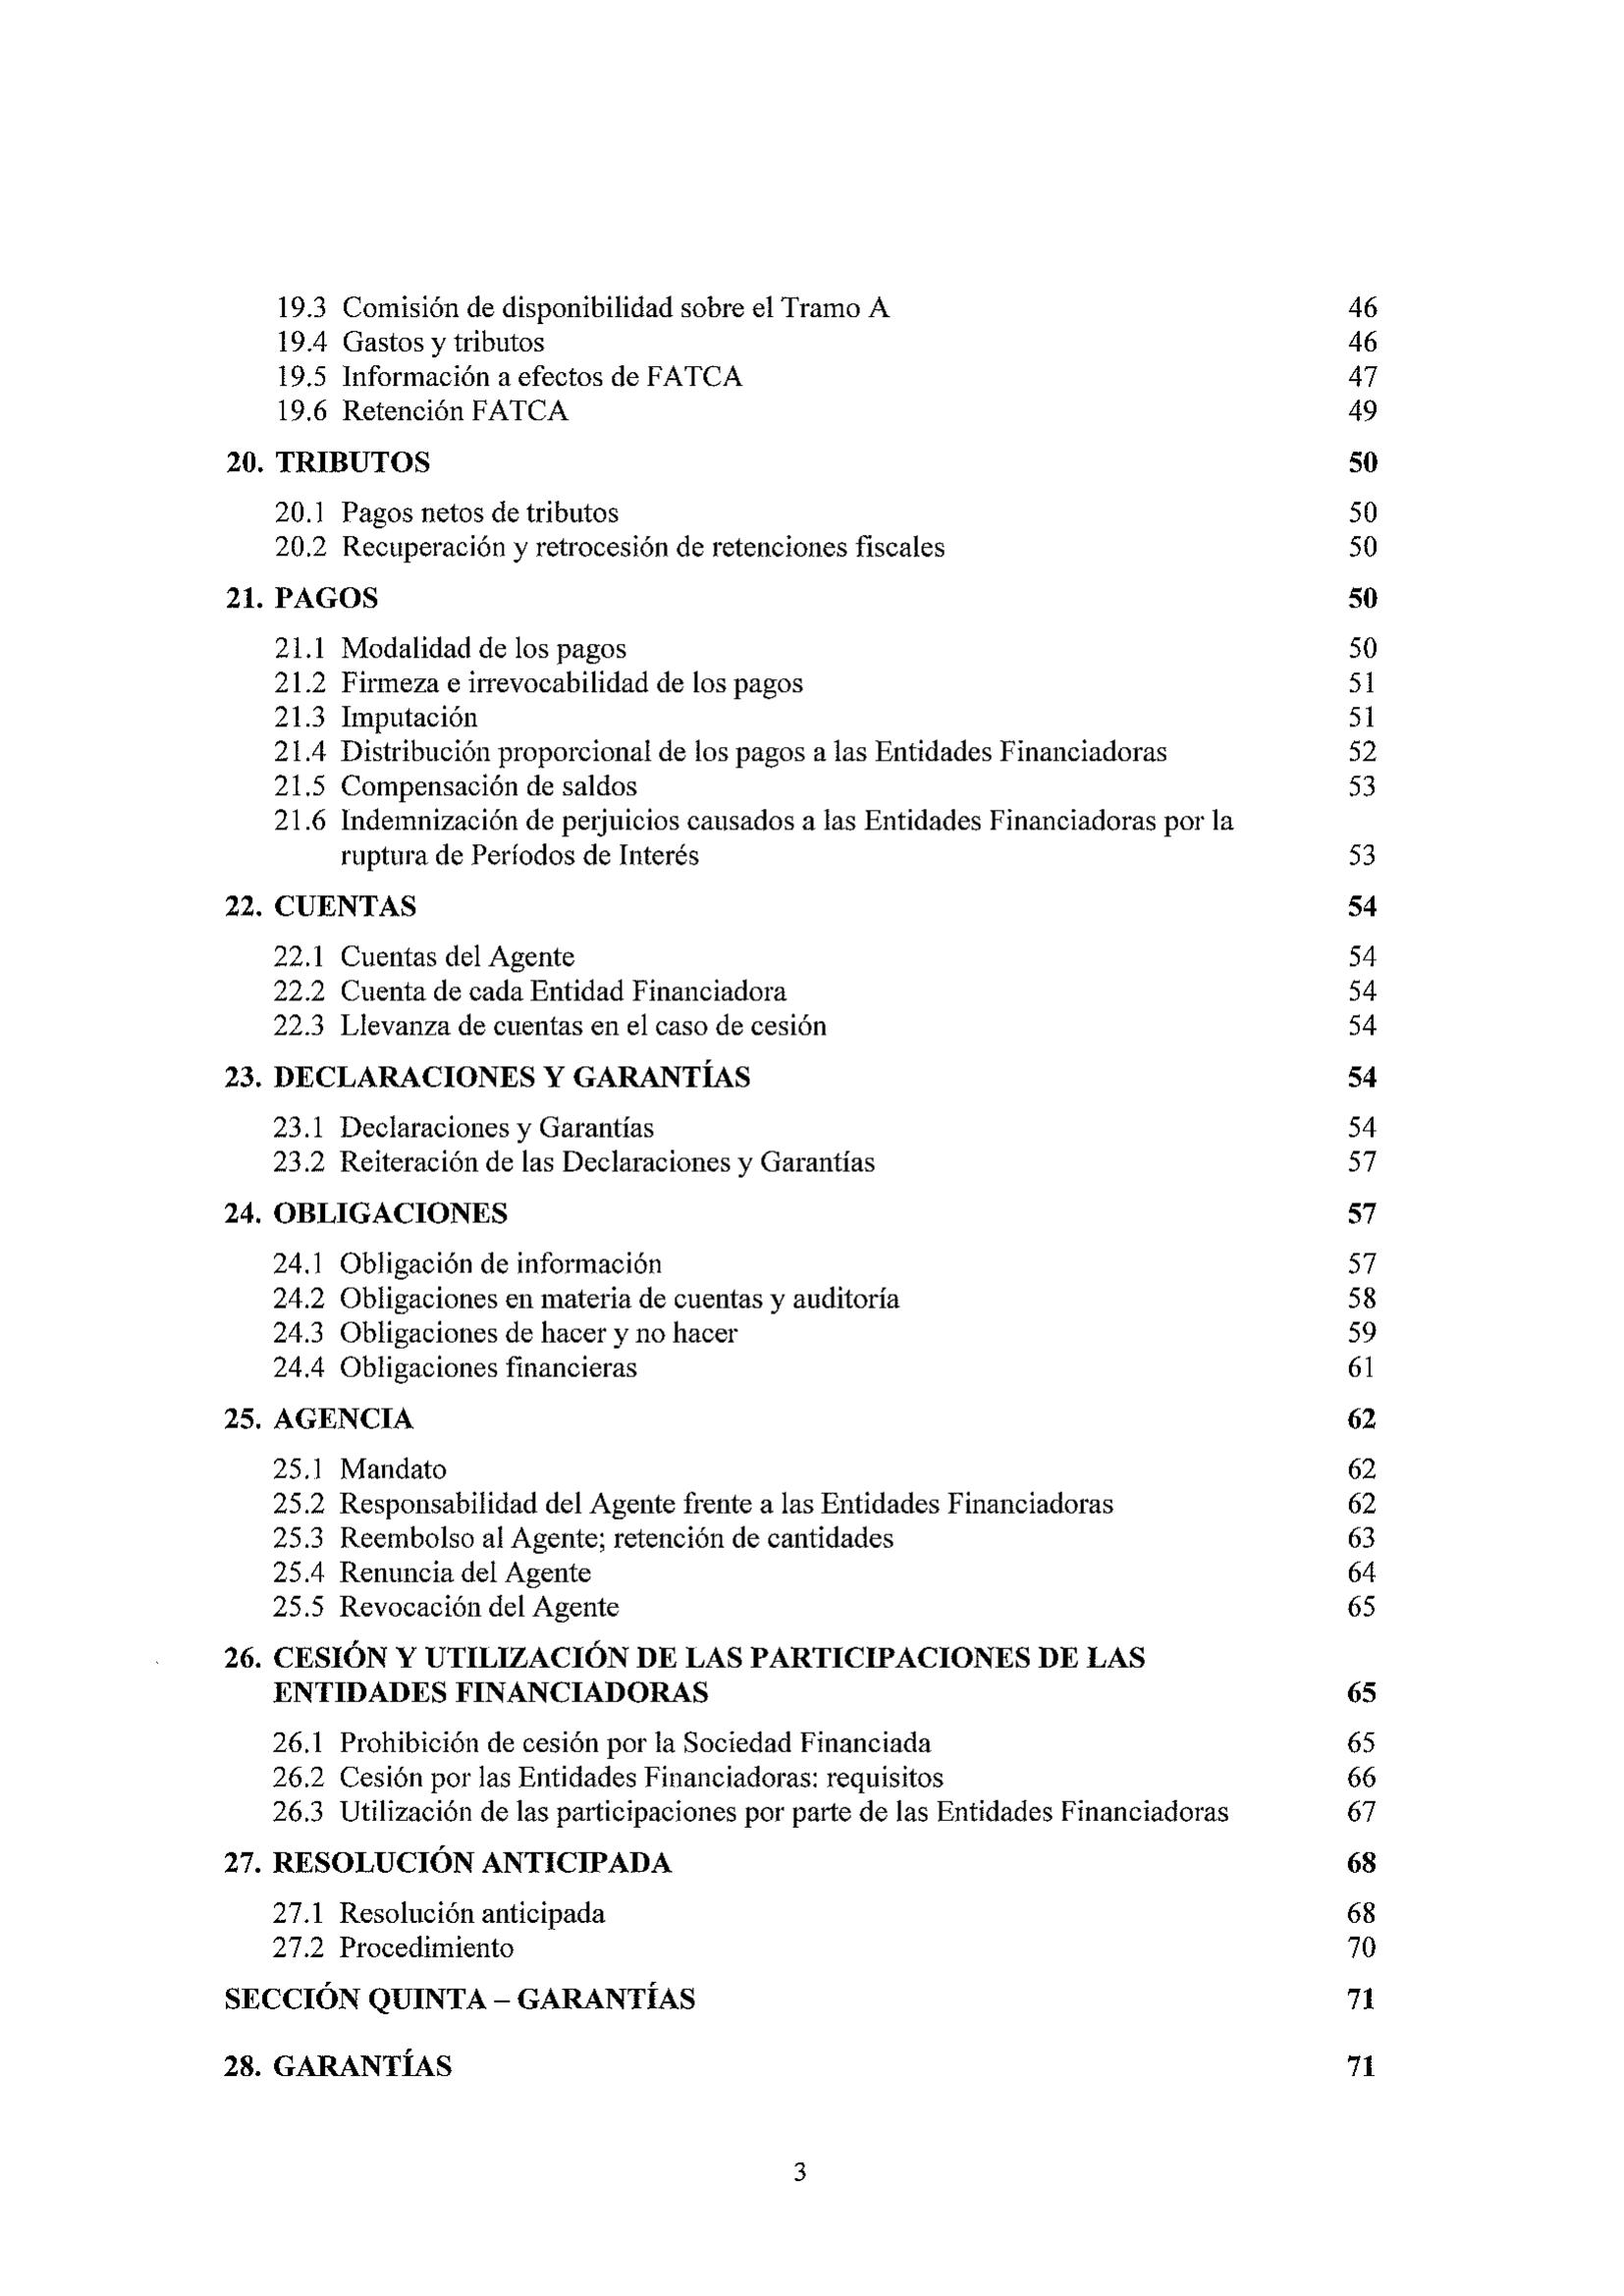 19.3 Comisión de disponibilidad sobre el Tramo A 46
19.4 Gastos y tributos 46
19.5 Información a efectos de FATCA 47
19.6 Retención FATCA 49
20. TRIBUTOS 50
20.1 Pagos netos de tributos 50
20.2 Recuperación y retrocesión de retenciones fiscales 50
21. PAGOS 50
21.1 Modalidad de los pagos 50
21.2 Firmeza e irrevocabilidad de los pagos 51
21.3 Imputación 51
21.4 Distribución proporcional de los pagos a las Entidades Financiadoras 52
21.5 Compensación de saldos 53
21.6 Indemnización de perjuicios causados a las Entidades Financiadoras por la
ruptura de Períodos de Interés 53
22. CUENTAS 54
22.1 Cuentas del Agente 54
22.2 Cuenta de cada Entidad Financiadora 54
22.3 Llevanza de cuentas en el caso de cesión 54
23. DECLARACIONES Y GARANTÍAS 54
23.1 Declaraciones y Garantías 54
23.2 Reiteración de las Declaraciones y Garantías 57
24. OBLIGACIONES 57
24.1 Obligación de información 57
24.2 Obligaciones en materia de cuentas y auditoría 58
24.3 Obligaciones de hacer y no hacer 59
24.4 Obligaciones financieras 61
25. AGENCIA 62
25.1 Mandato 62
25.2 Responsabilidad del Agente frente a las Entidades Financiadoras 62
25.3 Reembolso al Agente; retención de cantidades 63
25.4 Renuncia del Agente 64
25.5 Revocación del Agente 65
26. CESIÓN Y UTILIZACIÓN DE LAS PARTICIPACIONES DE LAS
ENTIDADES FINANCIADORAS 65
26.1 Prohibición de cesión por la Sociedad Financiada 65
26.2 Cesión por las Entidades Financiadoras: requisitos 66
26.3 Utilización de las participaciones por parte de las Entidades Financiadoras 67
27. RESOLUCIÓN ANTICIPADA 68
27.1 Resolución anticipada 68
27.2 Procedimiento 70
SECCIÓN QUINTA – GARANTÍAS 71
28. GARANTÍAS 71
3